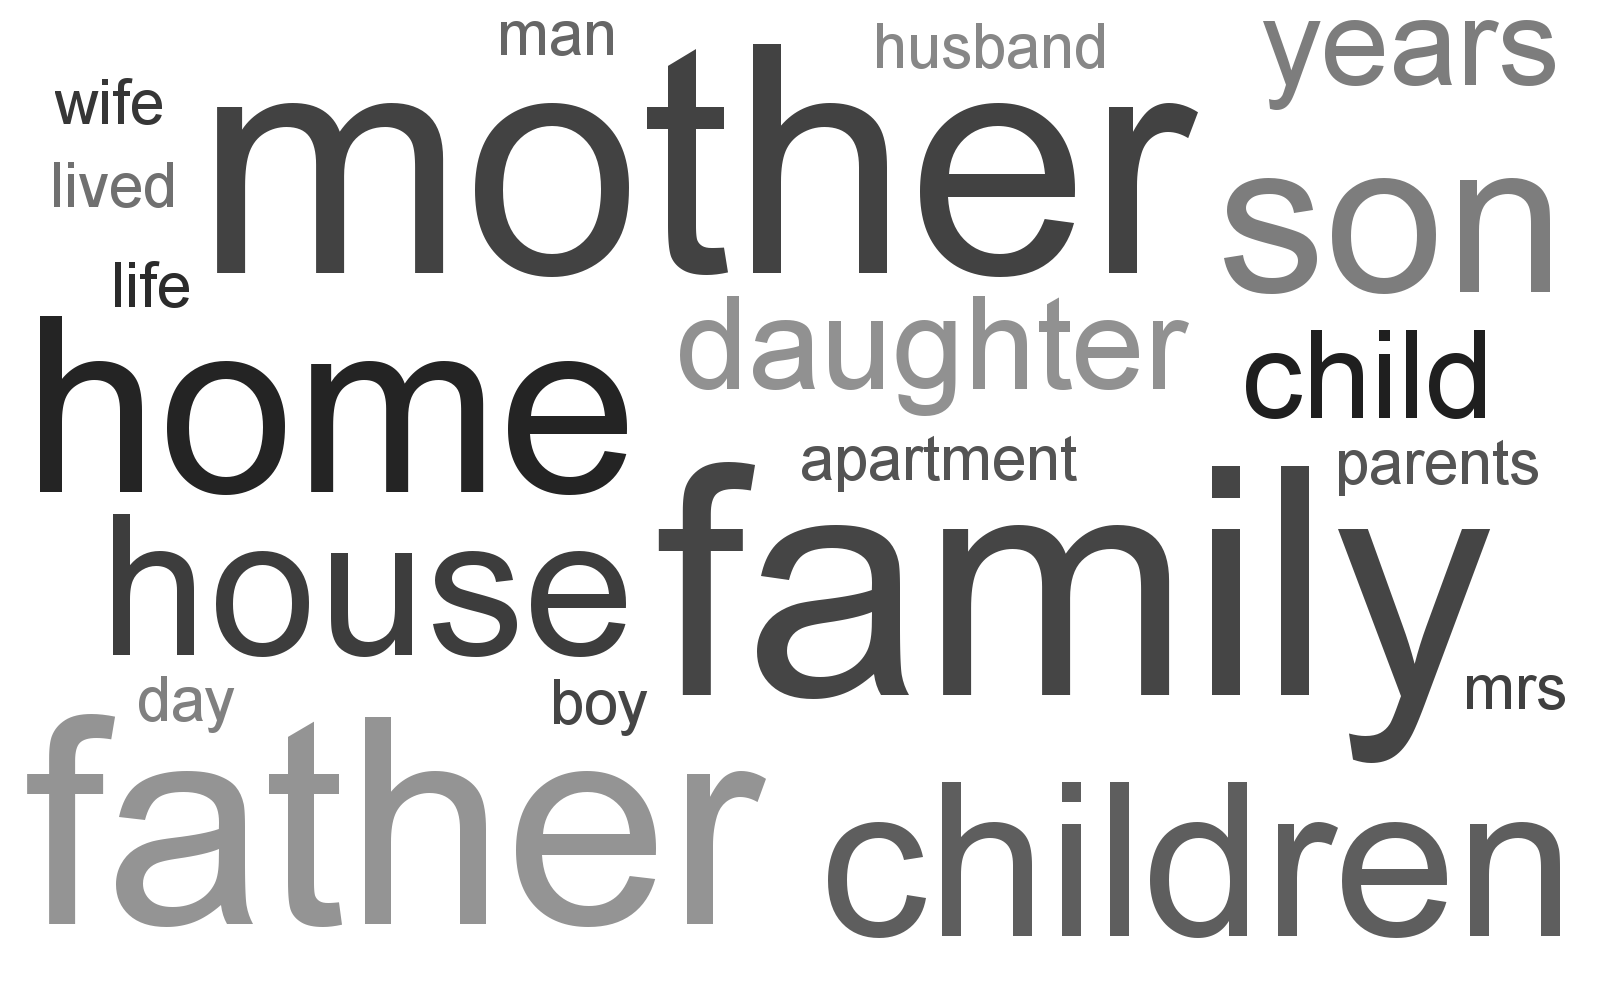 man
husband
years
wife
mother
lived
son
life
home
daughter
child
apartment
parents
house
family
day
boy
mrs
father
children